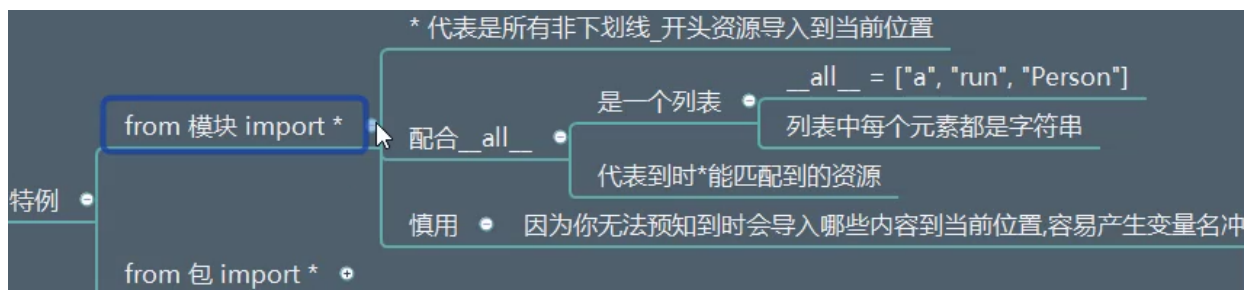 * 代表是所有非下划线_开头资源导入到当前位置
__all__ = ["a", "run", "Person"]
是一个列表
from 模块 import *
列表中每个元素都是字符串
配合__all__
代表到时*能匹配到的资源
特例
慎用
因为你无法预知到时会导入哪些内容到当前位置,容易产生变量名冲
from 包 import *